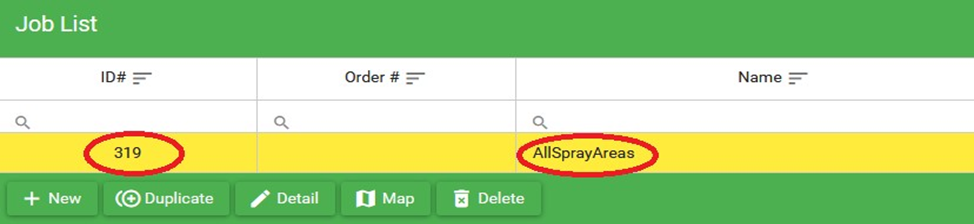 Job List
ID# Order # Name
319 AllSprayAreas
New Duplicate Detail Map Delete